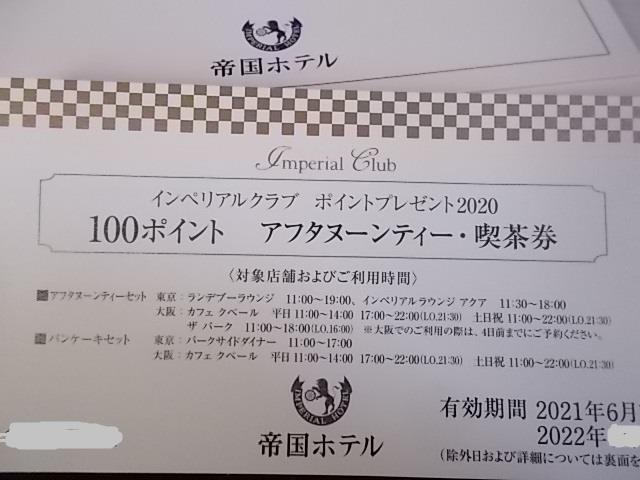 IMPERIAL HOTEL
帝国ホテル
Imperial Club
インペリアルクラブ ポイントプレゼント2020
100ポイント アフタヌーンティー・喫茶券
〈対象店舗およびご利用時間〉
アフタヌーンティーセット 東京：ランデブーラウンジ 11:00〜19:00、インペリアルラウンジ アクア 11:30〜18:00
大阪：カフェ クベール 平日11:00〜14:00 17:00〜22:00(L.O.21:30) 土日祝 11:00〜22:00(L.O.21:30)
ザ パーク 11:00〜18:00(L.O.16:00) ※大阪でのご利用の際は、4日前までにご予約ください。
パンケーキセット 東京：パークサイドダイナー 11:00〜17:00
大阪：カフェ クベール 平日11:00〜14:00 17:00〜22:00(L.O.21:30) 土日祝 11:00〜22:00(L.O.21:30)
IMPERIAL HOTEL
帝国ホテル
有効期間 2021年6月
2022年
(除外日および詳細については裏面を